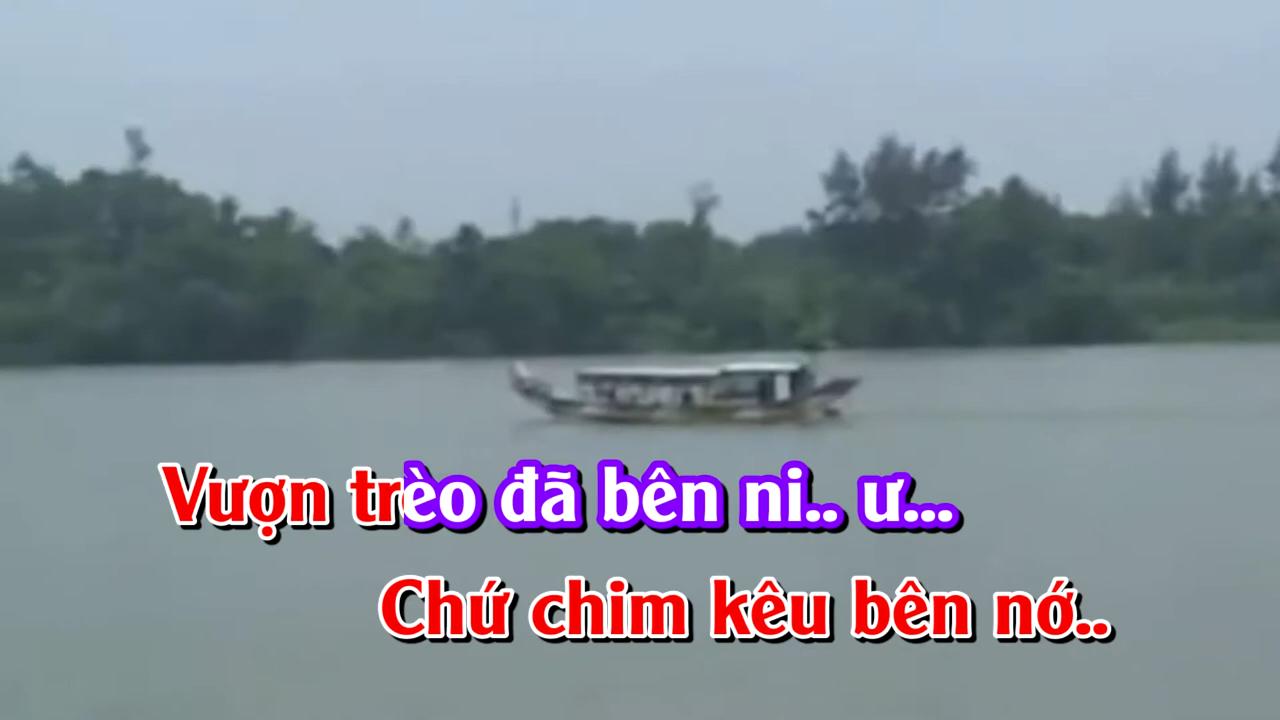 Vượn trèo đã bên ni.. ư...
Chứ chim kêu bên nớ..